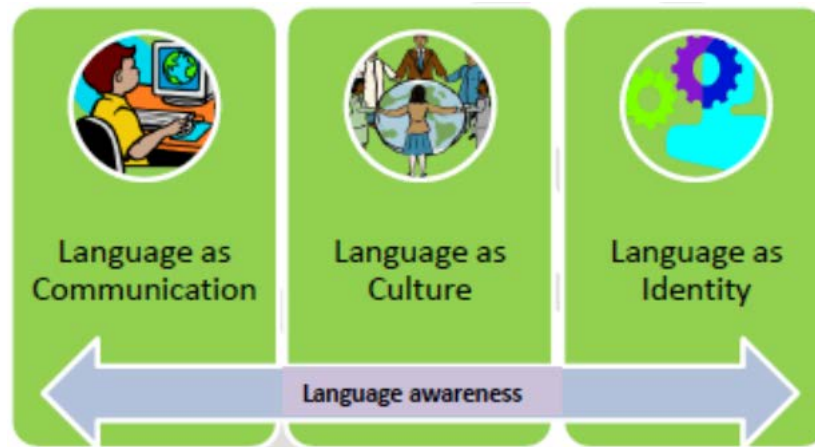 Language as
Communication
Language as
Culture
Language as
Identity
Language awareness